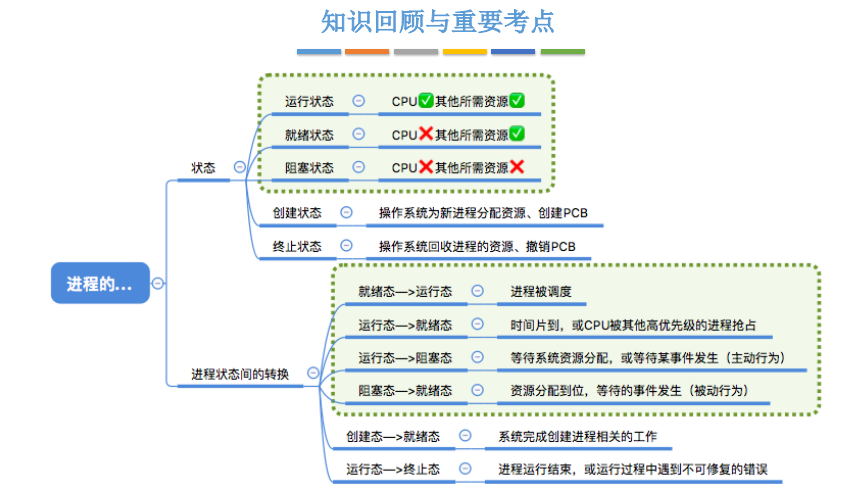 知识回顾与重要考点
运行状态 CPU✅其他所需资源✅
就绪状态 CPU❌其他所需资源✅
阻塞状态 CPU❌其他所需资源❌
状态
创建状态 操作系统为新进程分配资源、创建PCB
终止状态 操作系统回收进程的资源、撤销PCB
进程的...
就绪态—>运行态 进程被调度
运行态—>就绪态 时间片到，或CPU被其他高优先级的进程抢占
运行态—>阻塞态 等待系统资源分配，或等待某事件发生（主动行为）
进程状态间的转换
阻塞态—>就绪态 资源分配到位，等待的事件发生（被动行为）
创建态—>就绪态 系统完成创建进程相关的工作
运行态—>终止态 进程运行结束，或运行过程中遇到不可修复的错误